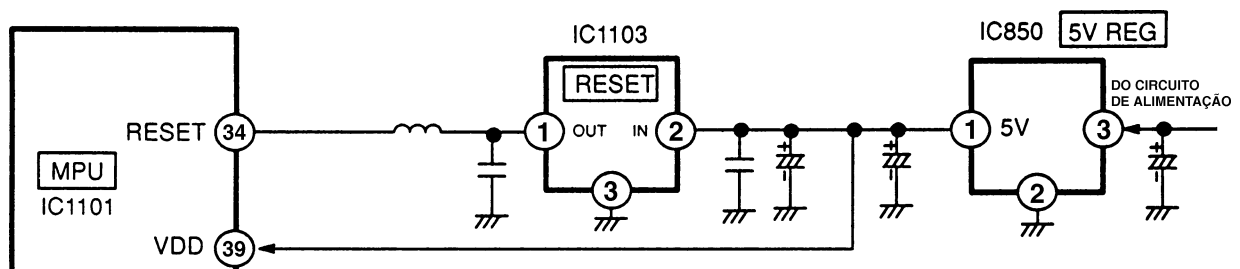 IC1103
IC850 5V REG
RESET
DO CIRCUITO
DE ALIMENTAÇÃO
RESET 34
1 OUT IN 2
1 5V 3
MPU
IC1101
3
2
VDD 39
+
-
+
-
+
-